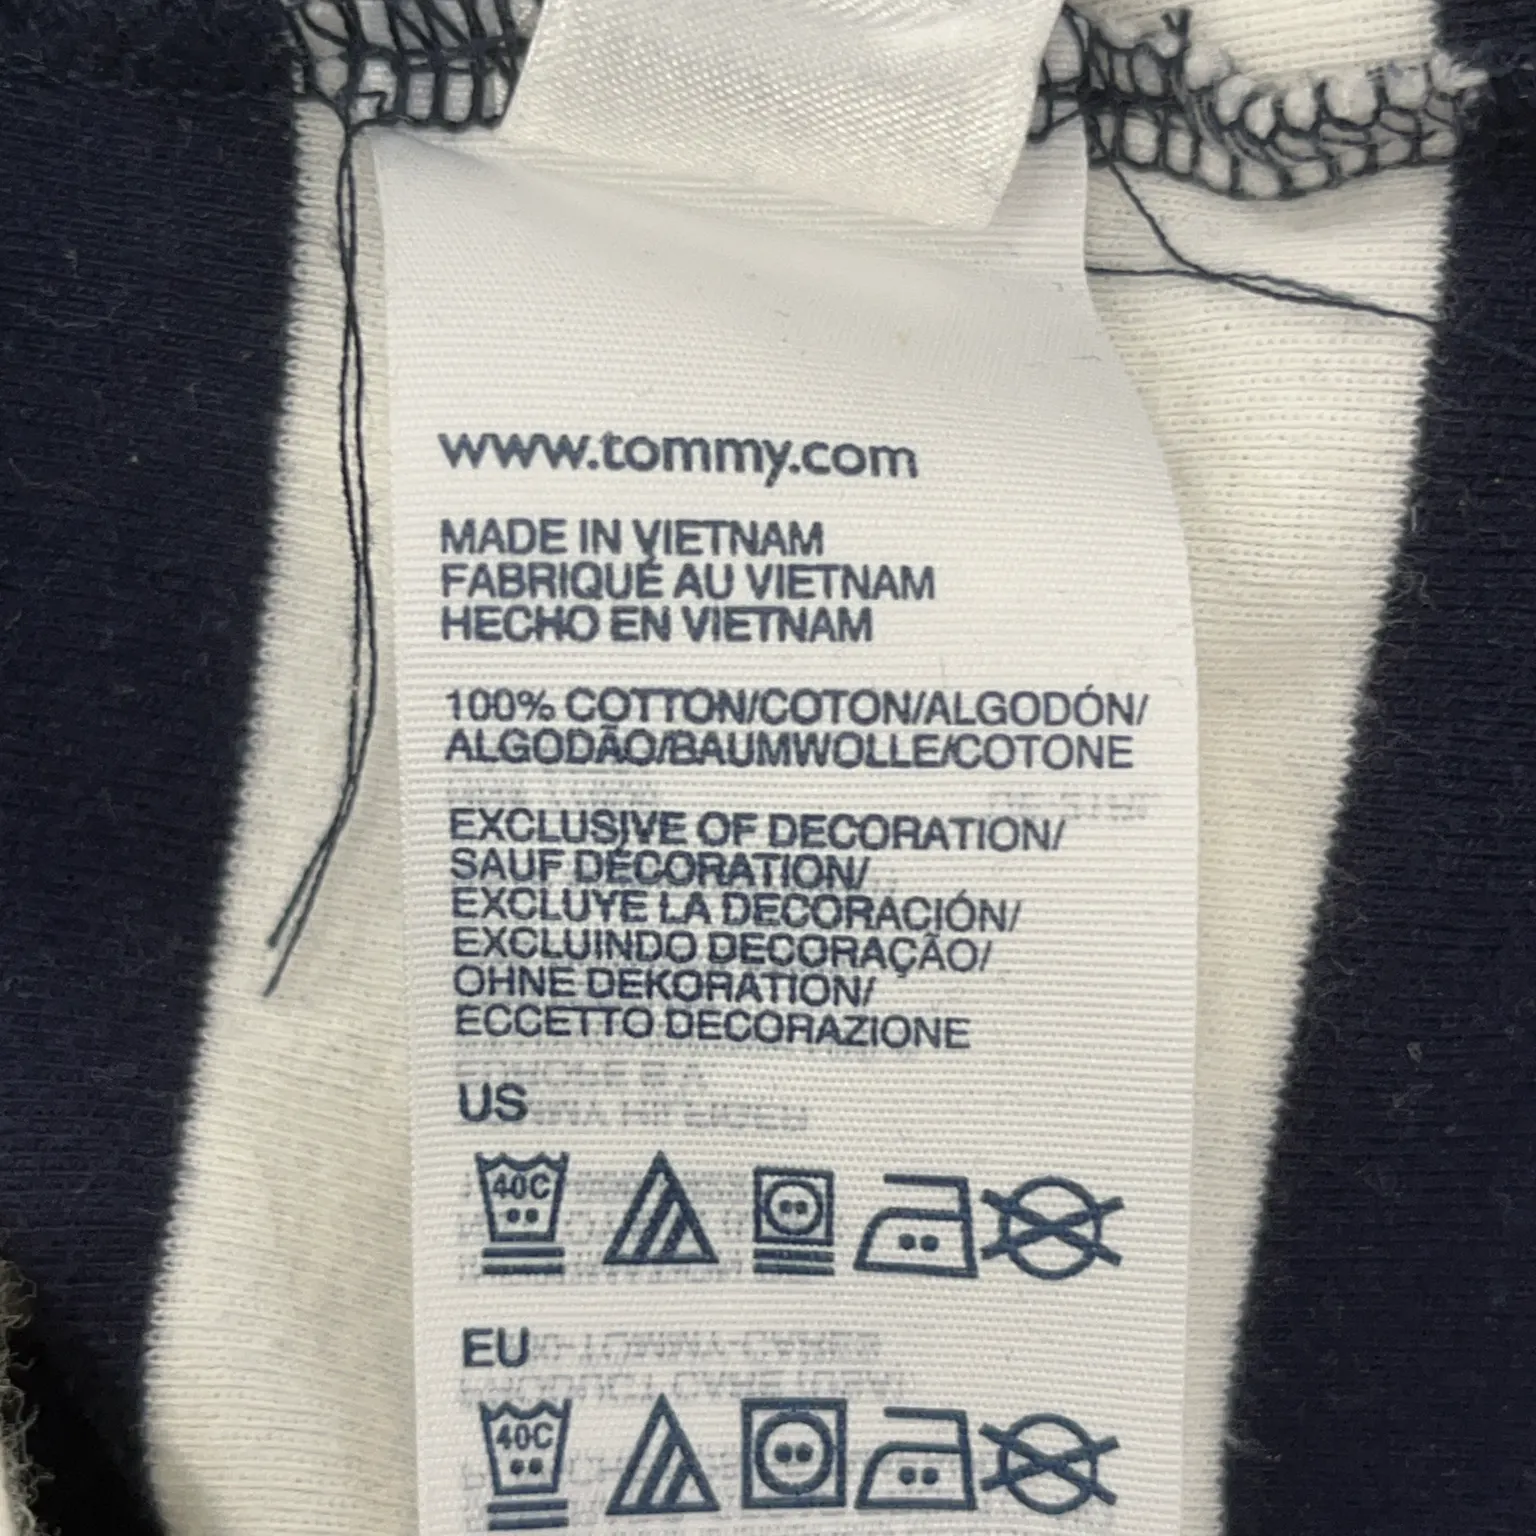 www.tommy.com
MADE IN VIETNAM
FABRIQUÉ AU VIETNAM
HECHO EN VIETNAM
100% COTTON/COTON/ALGODÓN/
ALGODÃO/BAUMWOLLE/COTONE
EXCLUSIVE OF DECORATION/
SAUF DÉCORATION/
EXCLUYE LA DECORACIÓN/
EXCLUINDO DECORAÇÃO/
OHNE DEKORATION/
ECCETTO DECORAZIONE
US
40C
EU
40C